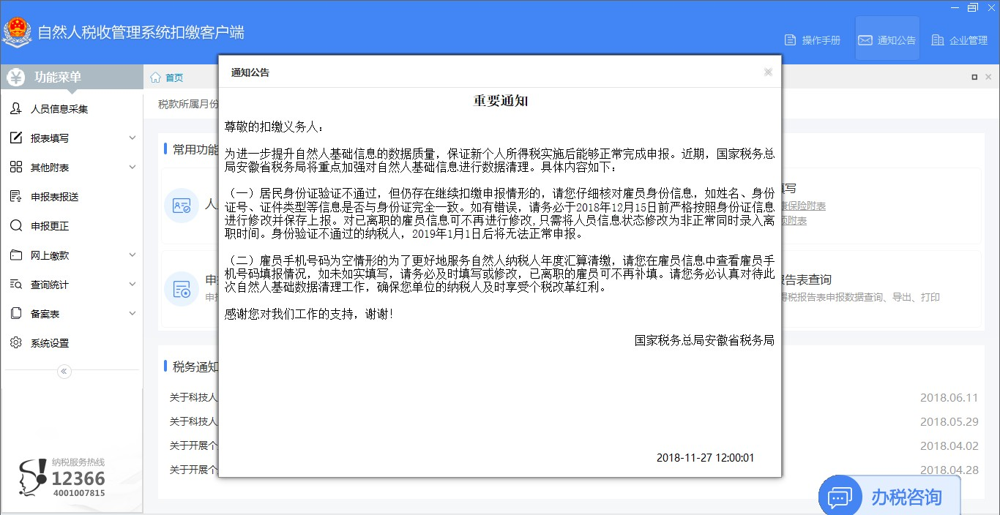 自然人税收管理系统扣缴客户端
操作手册
通知公告
企业管理
功能菜单
首页
人员信息采集
报表填写
其他附表
申报表报送
申报更正
网上缴款
查询统计
备案表
系统设置
纳税服务热线
12366
4001007815
税款所属月份
常用功能
通知公告
重要通知
尊敬的扣缴义务人：
为进一步提升自然人基础信息的数据质量，保证新个人所得税实施后能够正常完成申报。近期，国家税务总
局安徽省税务局将重点加强对自然人基础信息进行数据清理。具体内容如下：
（一）居民身份证验证不通过，但仍存在继续扣缴申报情形的，请您仔细核对雇员身份信息，如姓名、身份
证号、证件类型等信息是否与身份证完全一致。如有错误，请务必于2018年12月15日前严格按照身份证信息
进行修改并保存上报。对已离职的雇员信息可不再进行修改,只需将人员信息状态修改为非正常同时录入离
职时间。身份验证不通过的纳税人，2019年1月1日后将无法正常申报。
（二）雇员手机号码为空情形的为了更好地服务自然人纳税人年度汇算清缴，请您在雇员信息中查看雇员手
机号码填报情况，如未如实填写，请务必及时填写或修改，已离职的雇员可不再补填。请您务必认真对待此
次自然人基础数据清理工作，确保您单位的纳税人及时享受个税改革红利。
感谢您对我们工作的支持，谢谢！
国家税务总局安徽省税务局
2018-11-27 12:00:01
人
写
保险附表
附表
申
申
告表查询
税报告表申报数据查询、导出、打印
税务通知
关于科技人
2018.06.11
关于科技人
2018.05.29
关于开展个
2018.04.02
关于开展个
2018.04.28
办税咨询